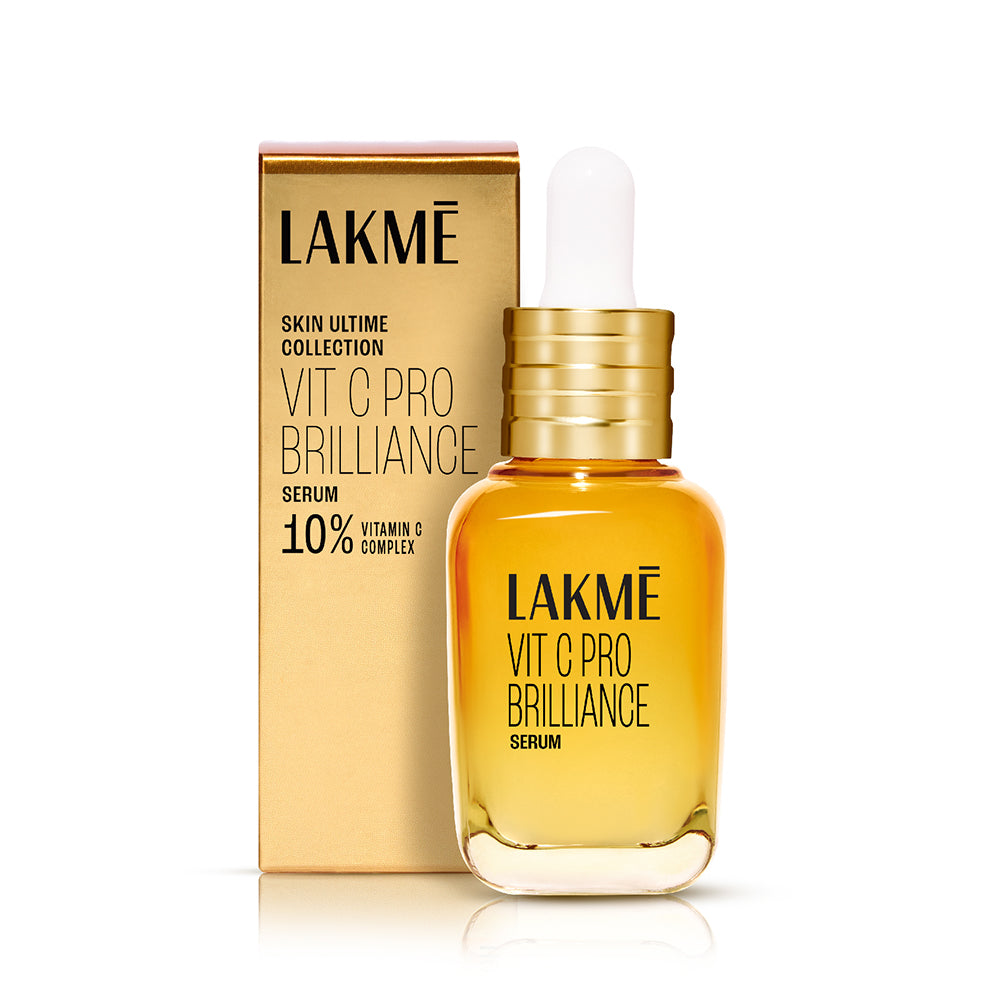 LAKMĒ
SKIN ULTIME
COLLECTION
VIT C PRO
BRILLIANCE
SERUM
10% VITAMIN C
COMPLEX
LAKMĒ
VIT C PRO
BRILLIANCE
SERUM